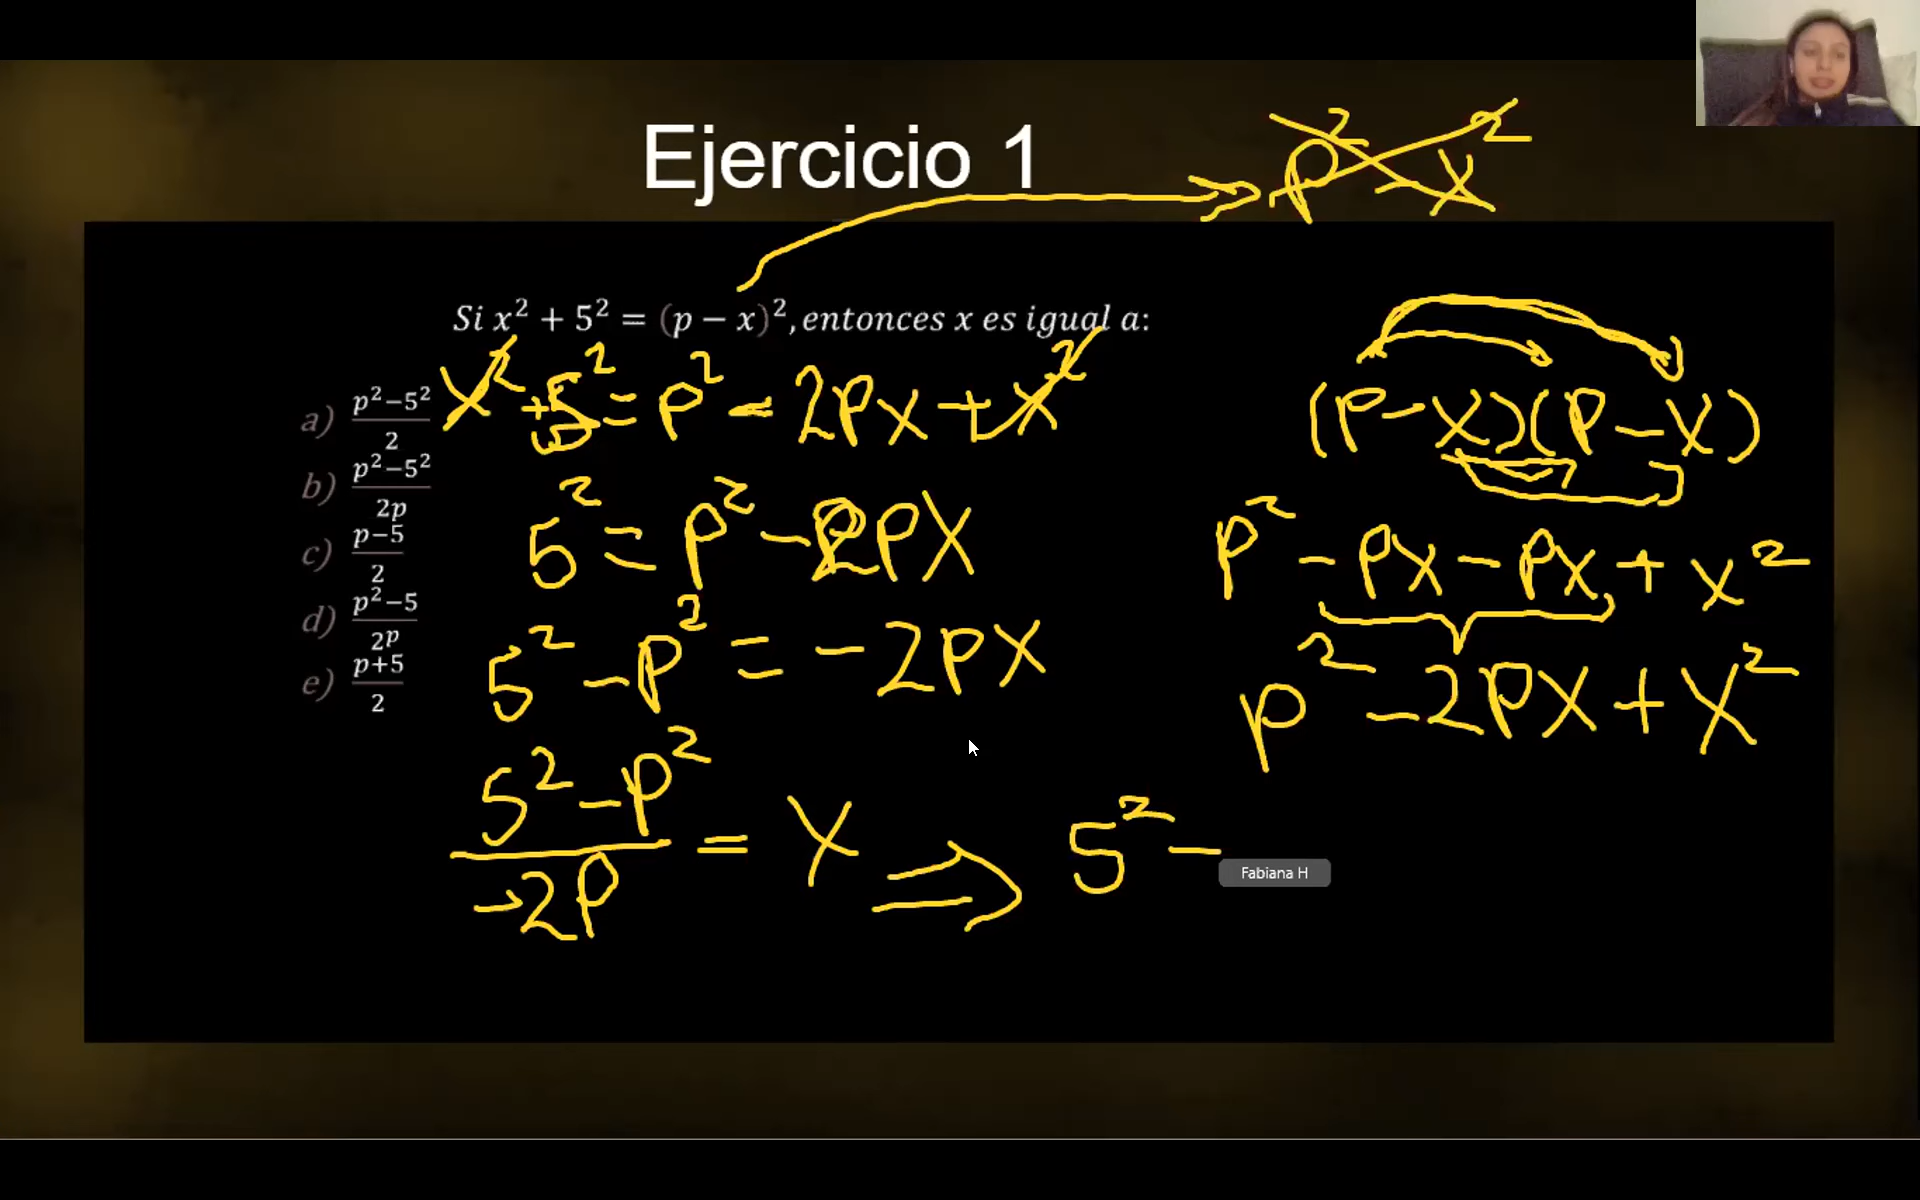 Ejercicio 1
p² - x²
Si x² + 5² = (p − x)², entonces x es igual a:
a) p²−5² / 2
b) p²−5² / 2p
c) p−5 / 2
d) p²−5 / 2ᵖ
e) p+5 / 2
x² + 5² = p² - 2px + x²
5² = p² - 2px
5² - p² = - 2px
5² - p² / -2p = x ⇒ 5² -
(p - x)(p - x)
p² - px - px + x²
p² - 2px + x²
Fabiana H